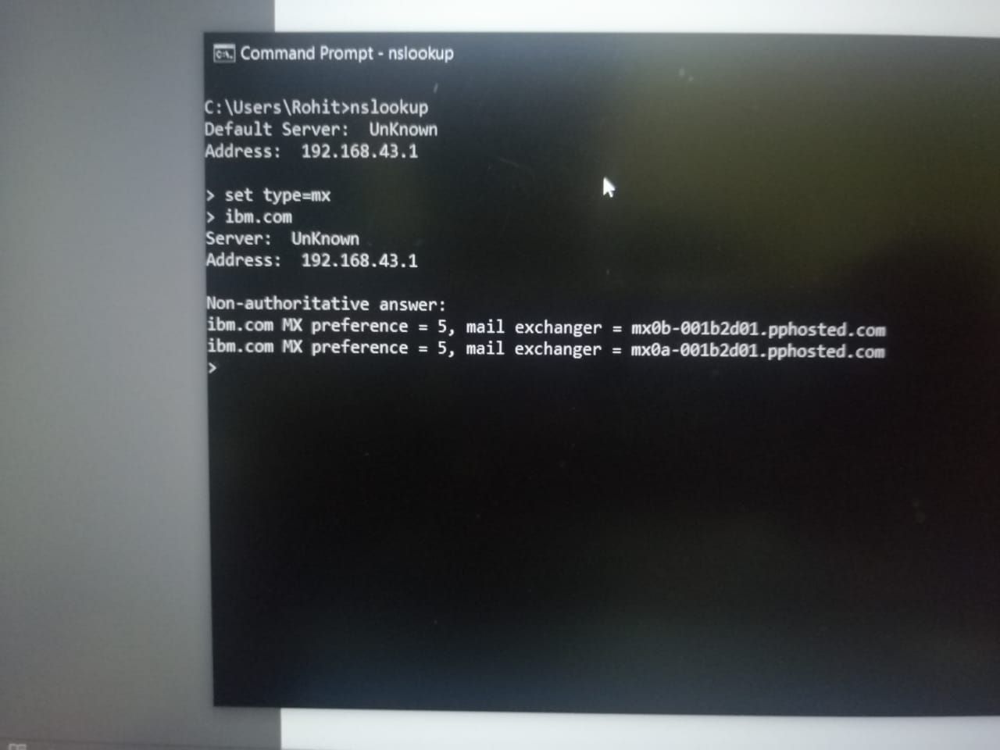 Command Prompt - nslookup
C:\Users\Rohit>nslookup
Default Server:  UnKnown
Address:  192.168.43.1
> set type=mx
> ibm.com
Server:  UnKnown
Address:  192.168.43.1
Non-authoritative answer:
ibm.com MX preference = 5, mail exchanger = mx0b-001b2d01.pphosted.com
ibm.com MX preference = 5, mail exchanger = mx0a-001b2d01.pphosted.com
>